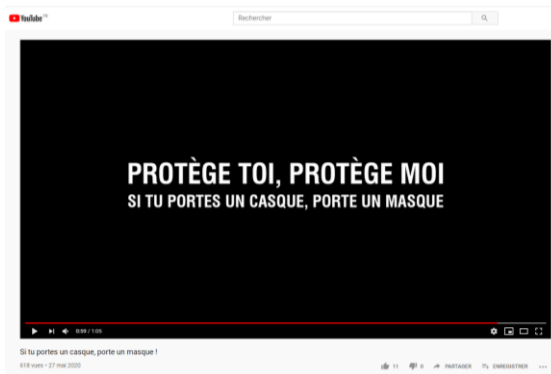 YouTube FR
Rechercher
PROTÈGE TOI, PROTÈGE MOI
SI TU PORTES UN CASQUE, PORTE UN MASQUE
0:59 / 1:05
Si tu portes un casque, porte un masque !
618 vues • 27 mai 2020
11 0 PARTAGER ENREGISTRER